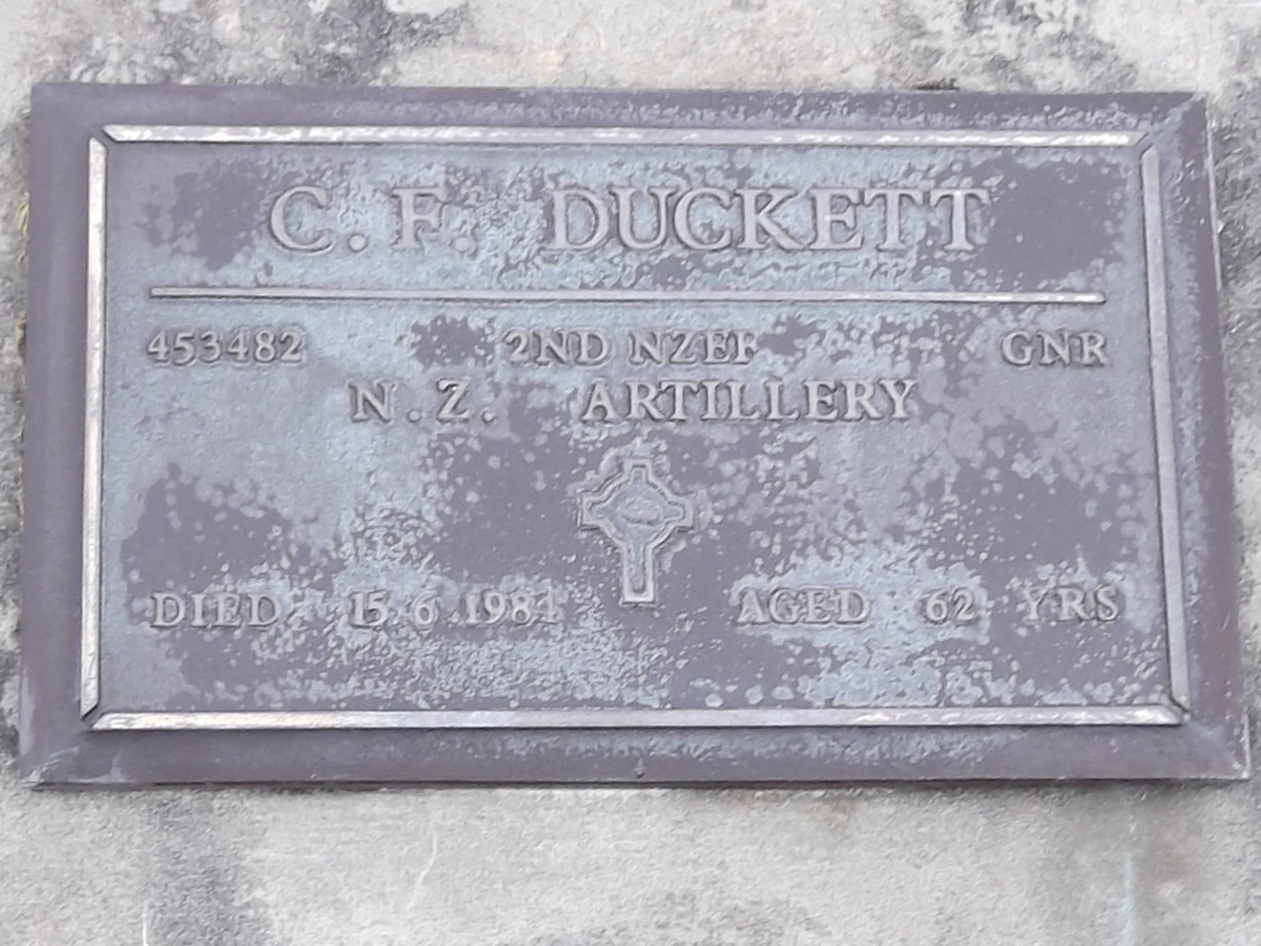 C. F. DUCKETT
453482 2ND NZEF GNR
N. Z. ARTILLERY
DIED 15.6.1981 AGED 62 YRS